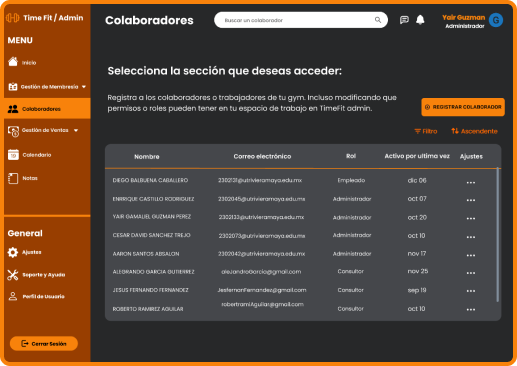 Time Fit / Admin
Colaboradores
Buscar un colaborador
Yair Guzman
Administrador
G
MENU
Inicio
Gestión de Membresía
Colaboradores
Gestión de Ventas
Calendario
Notas
General
Ajustes
Soporte y Ayuda
Perfil de Usuario
Cerrar Sesión
Selecciona la sección que deseas acceder:
Registra a los colaboradores o trabajadores de tu gym. Incluso modificando que
permisos o roles pueden tener en tu espacio de trabajo en TimeFit admin.
REGISTRAR COLABORADOR
Filtro Ascendente
Nombre Correo electrónico Rol Activo por ultima vez Ajustes
DIEGO BALBUENA CABALLERO 2302131@utrivieramaya.edu.mx Empleado dic 06
ENRRIQUE CASTILLO RODRIGUEZ 2302045@utrivieramaya.edu.mx Administrador oct 07
YAIR GAMALIEL GUZMAN PEREZ 2302133@utrivieramaya.edu.mx Administrador oct 20
CESAR DAVID SANCHEZ TREJO 2302073@utrivieramaya.edu.mx Administrador oct 10
AARON SANTOS ABSALON 2302042@utrivieramaya.edu.mx Administrador nov 17
ALEGRANDO GARCIA GUTIERREZ alejandroGarcia@gmail.com Consultor nov 25
JESUS FERNANDO FERNANDEZ JesfernanFernandez@gmail.com Consultor sep 19
ROBERTO RAMIREZ AGUILAR robertramiAguilar@gmail.com Consultor oct 10